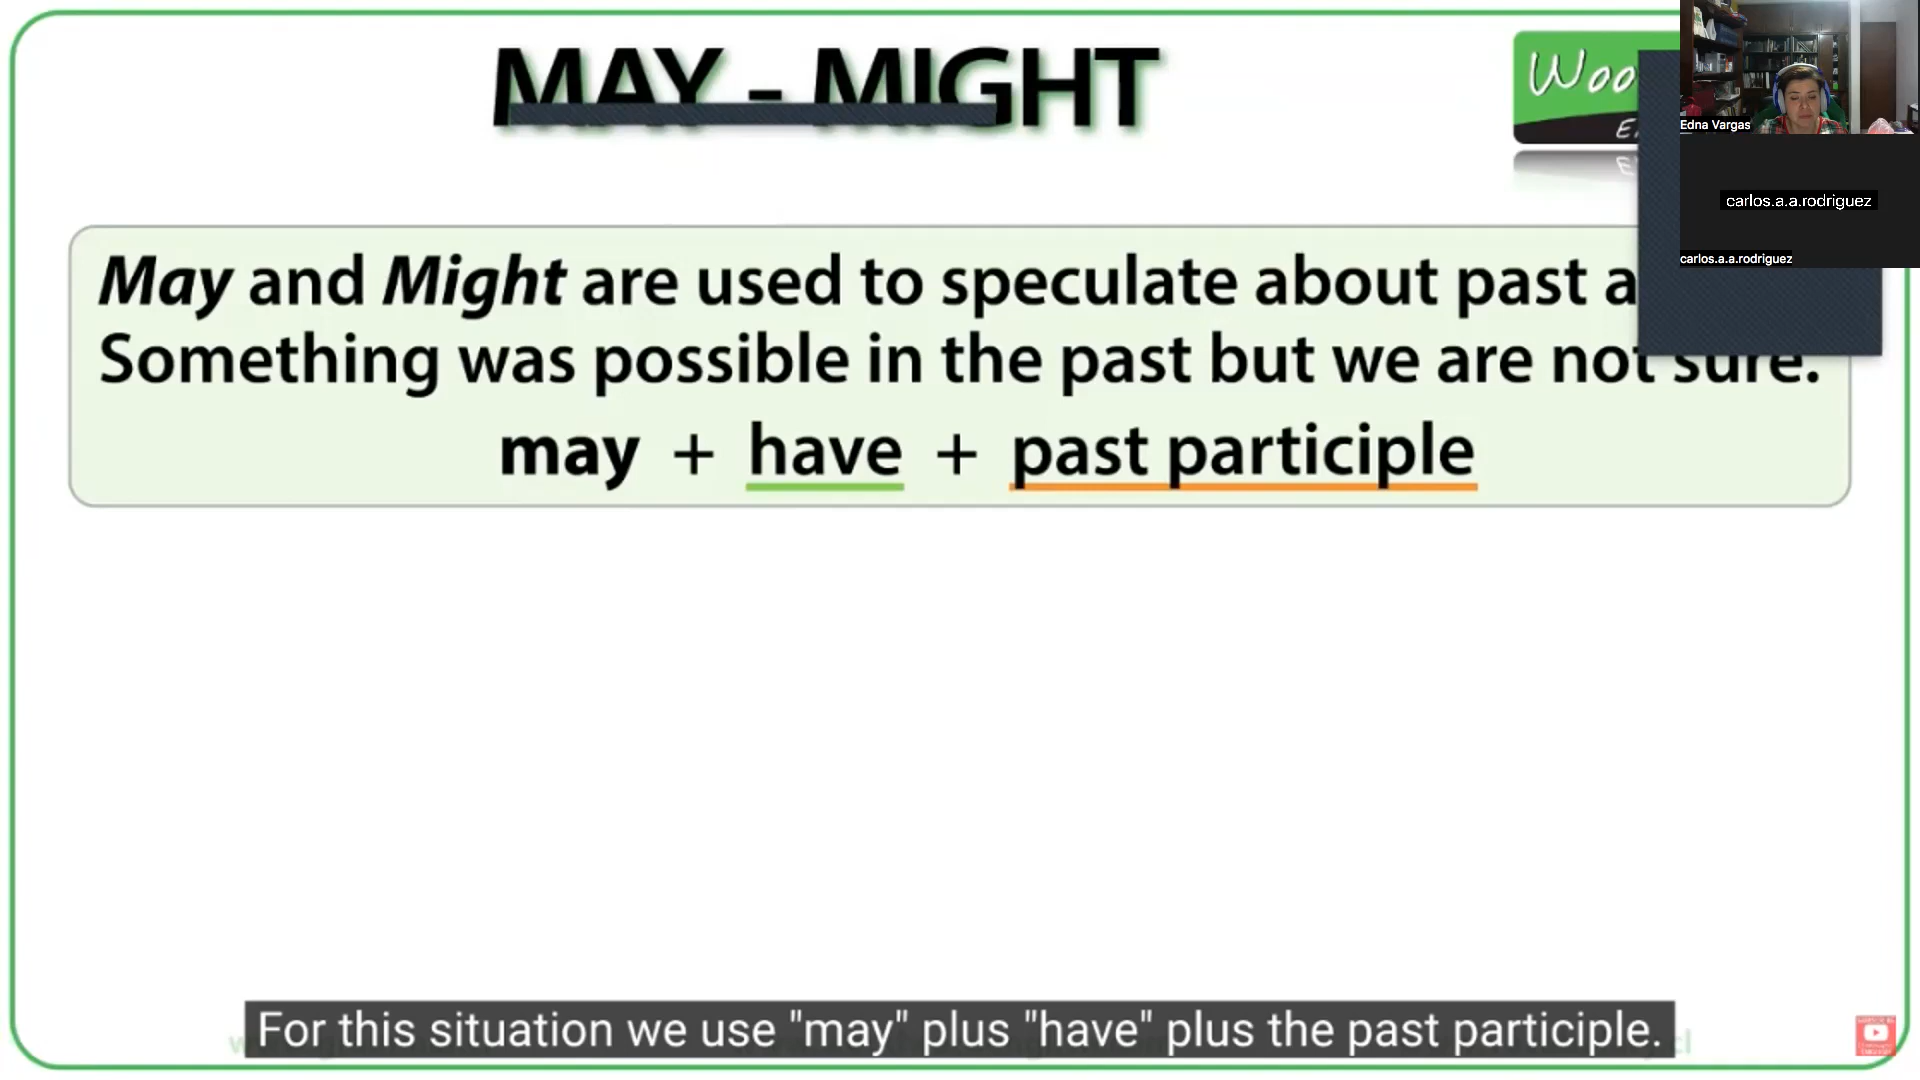 MAY - MIGHT
Woo
Edna Vargas
carlos.a.a.rodriguez
carlos.a.a.rodriguez
May and Might are used to speculate about past a
Something was possible in the past but we are not sure.
may + have + past participle
For this situation we use "may" plus "have" plus the past participle.